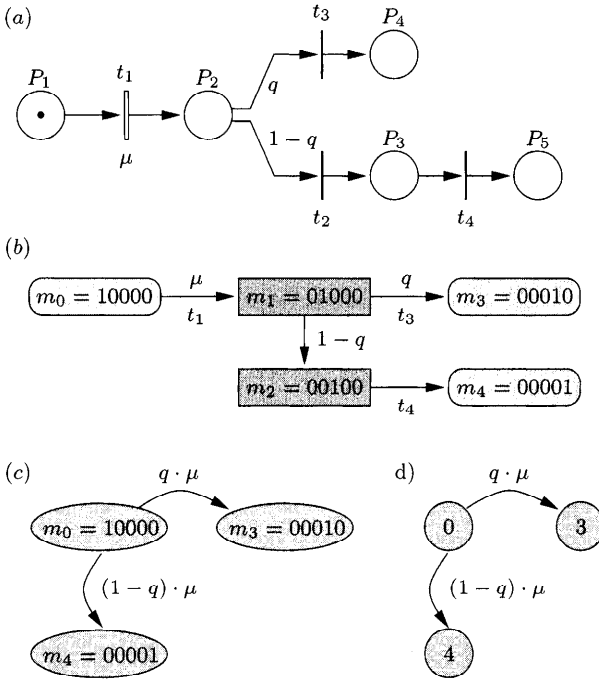 (a)
t₃ P₄
P₁ t₁ P₂
q
μ 1 − q P₃ P₅
t₂ t₄
(b)
μ q
m₀ = 10000 m₁ = 01000 m₃ = 00010
t₁ t₃
1 − q
m₂ = 00100 m₄ = 00001
t₄
(c) q · μ
m₀ = 10000 m₃ = 00010
(1 − q) · μ
m₄ = 00001
d) q · μ
0 3
(1 − q) · μ
4